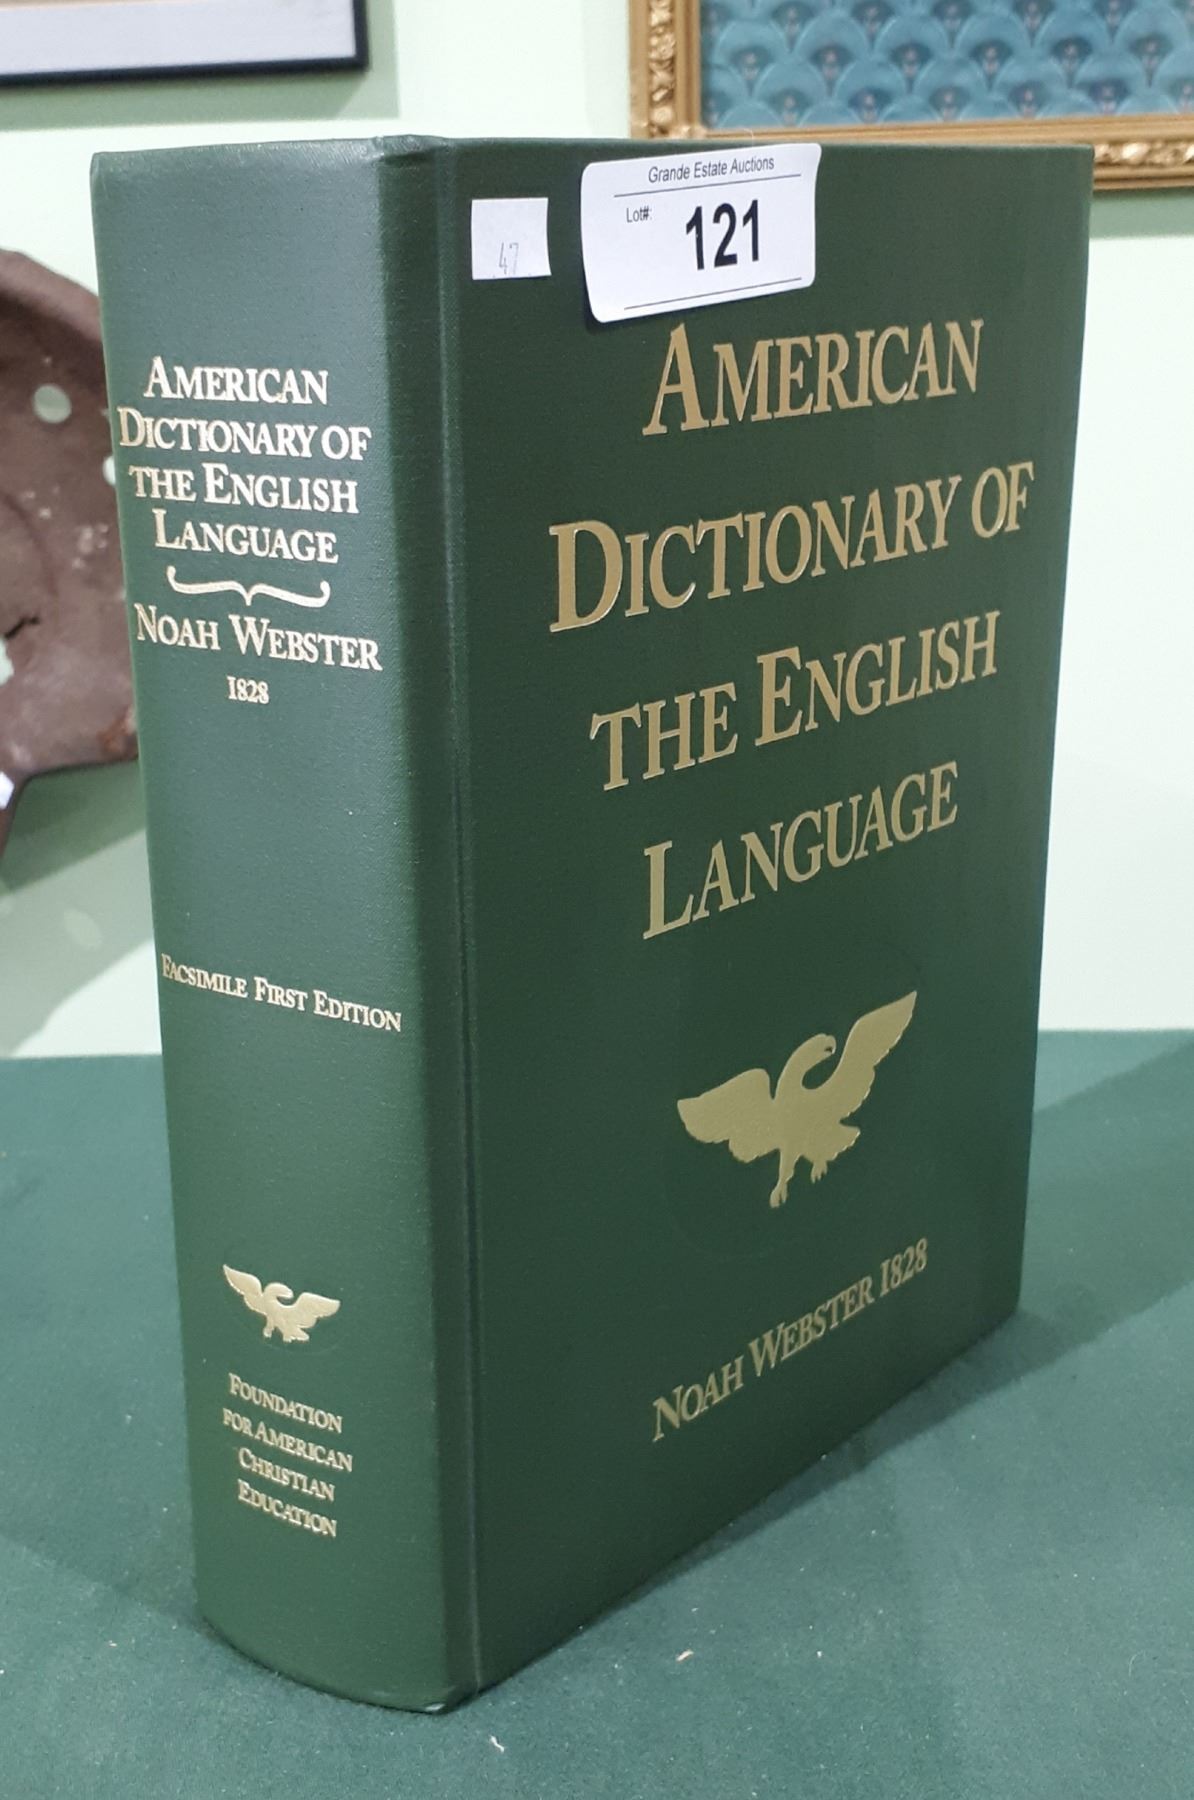 Grande Estate Auctions
Lot#: 121
47
AMERICAN
DICTIONARY OF
THE ENGLISH
LANGUAGE
NOAH WEBSTER
1828
FACSIMILE FIRST EDITION
FOUNDATION
FOR AMERICAN
CHRISTIAN
EDUCATION
AMERICAN
DICTIONARY OF
THE ENGLISH
LANGUAGE
NOAH WEBSTER 1828